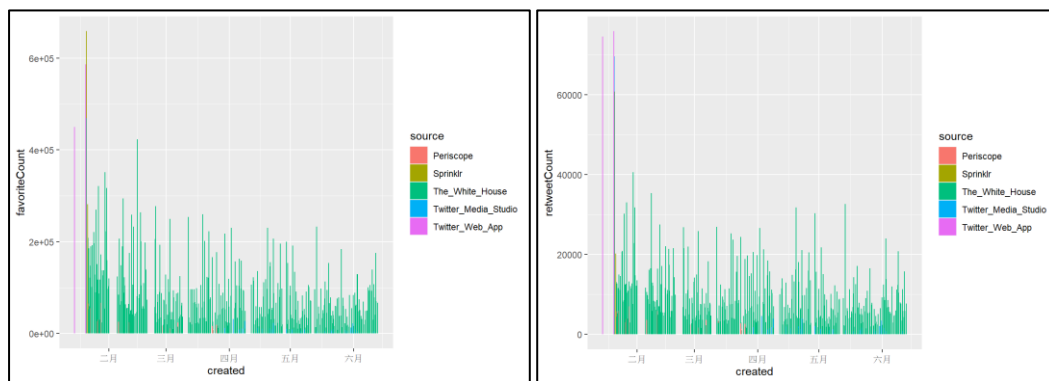 favoriteCount
6e+05
4e+05
2e+05
0e+00
二月
三月
四月
五月
六月
created
source
Periscope
Sprinklr
The_White_House
Twitter_Media_Studio
Twitter_Web_App
retweetCount
60000
40000
20000
0
二月
三月
四月
五月
六月
created
source
Periscope
Sprinklr
The_White_House
Twitter_Media_Studio
Twitter_Web_App